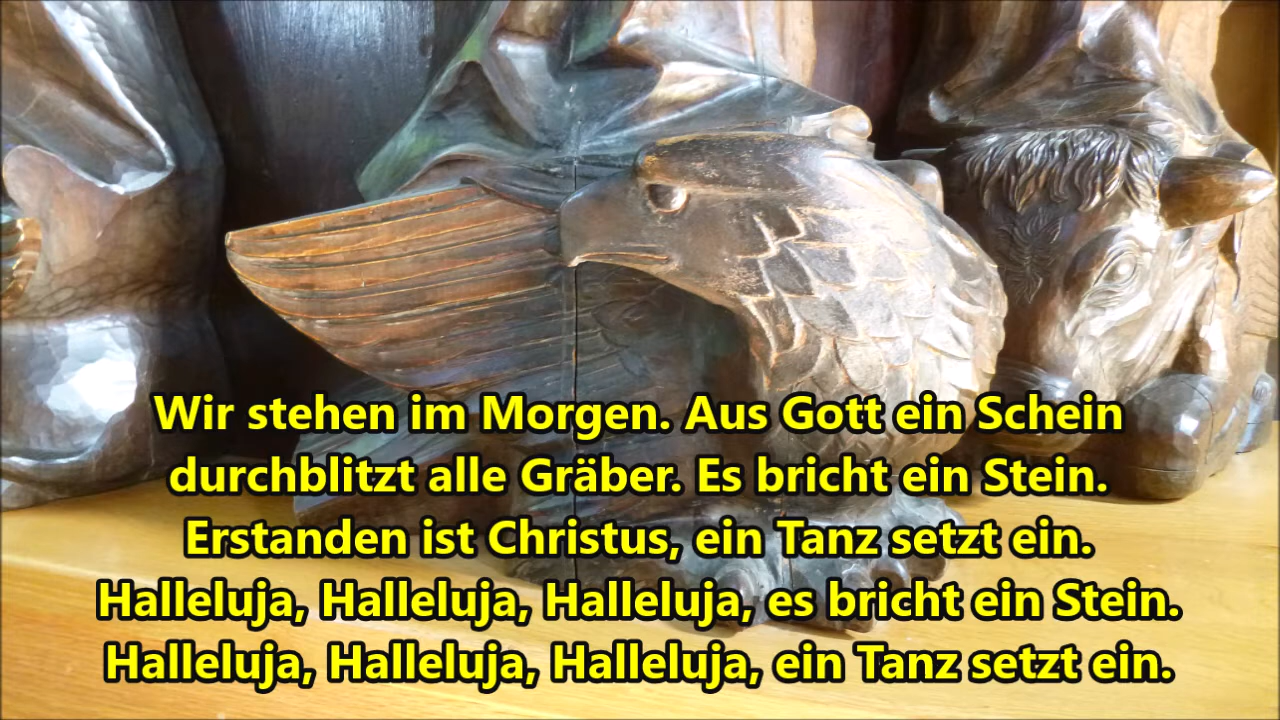 Wir stehen im Morgen. Aus Gott ein Schein
durchblitzt alle Gräber. Es bricht ein Stein.
Erstanden ist Christus, ein Tanz setzt ein.
Halleluja, Halleluja, Halleluja, es bricht ein Stein.
Halleluja, Halleluja, Halleluja, ein Tanz setzt ein.